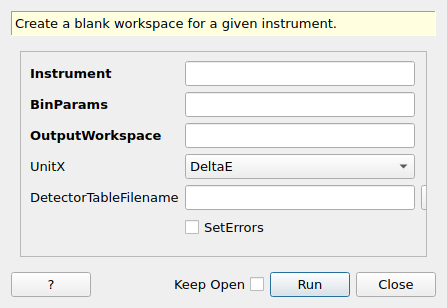 Create a blank workspace for a given instrument.
Instrument
BinParams
OutputWorkspace
UnitX DeltaE
DetectorTableFilename
SetErrors
? Keep Open Run Close